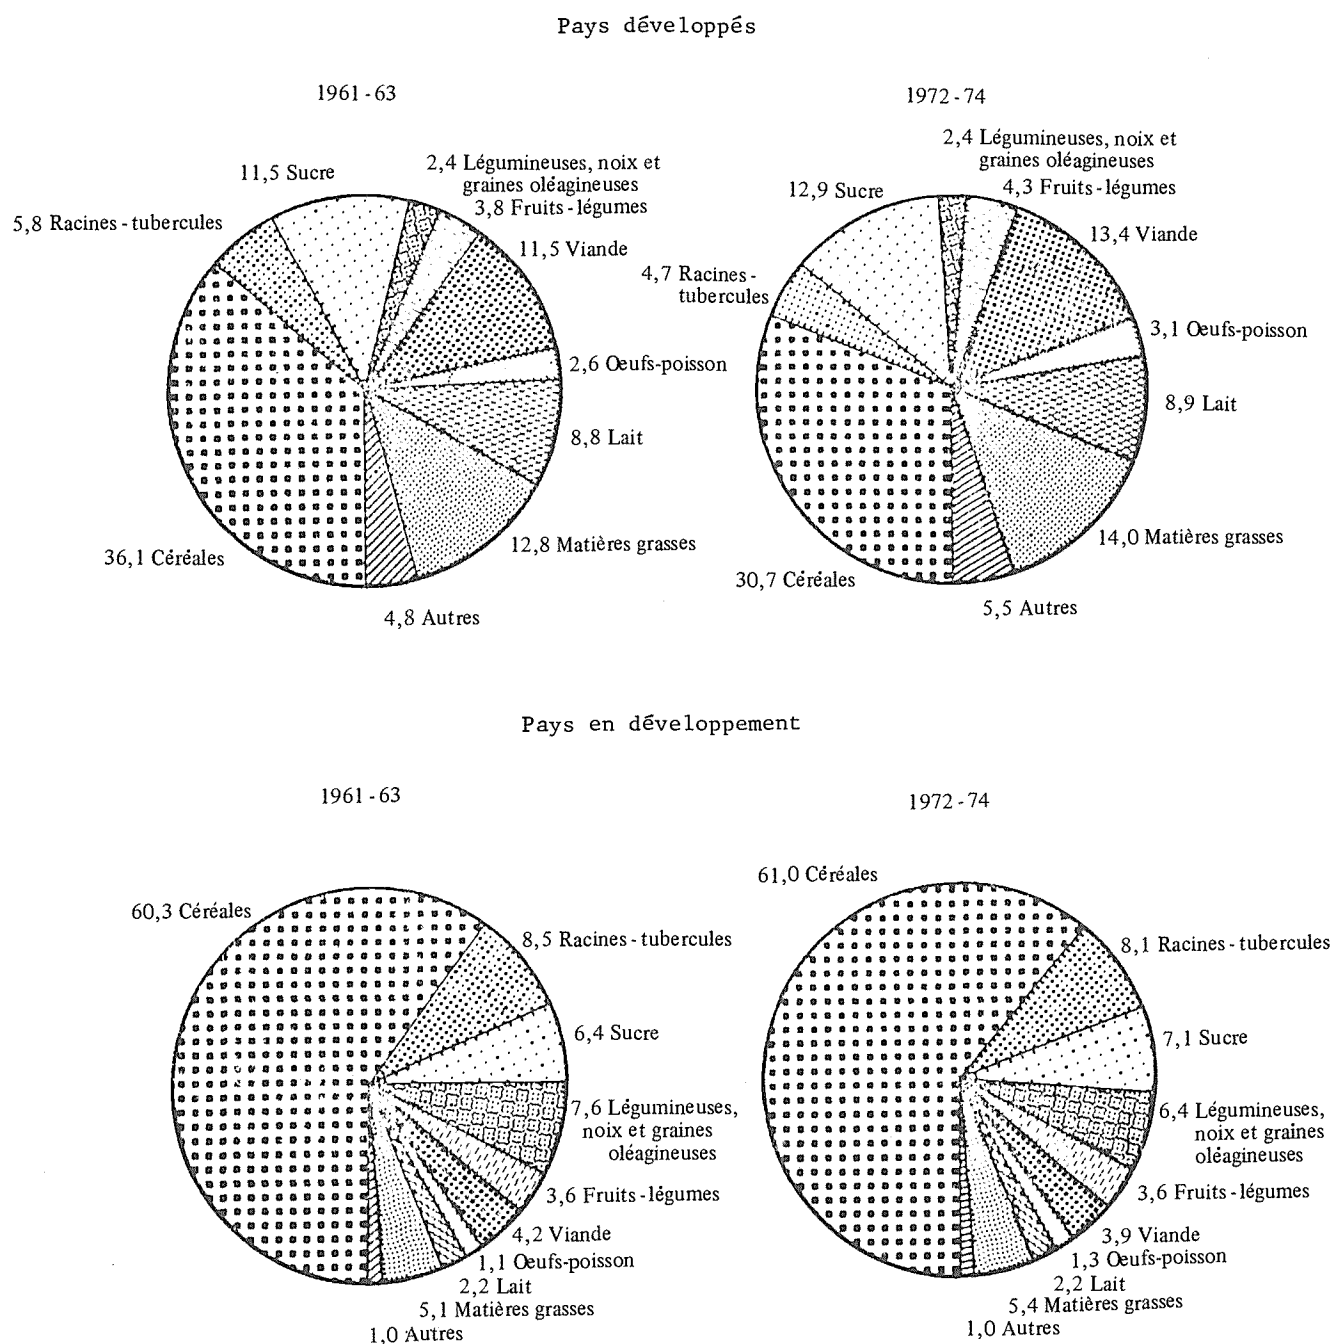 Pays développés
1961-63
11,5 Sucre
2,4 Légumineuses, noix et
graines oléagineuses
3,8 Fruits-légumes
5,8 Racines-tubercules
11,5 Viande
2,6 Oeufs-poisson
8,8 Lait
12,8 Matières grasses
36,1 Céréales
4,8 Autres
1972-74
2,4 Légumineuses, noix et
graines oléagineuses
12,9 Sucre
4,3 Fruits-légumes
13,4 Viande
4,7 Racines-
tubercules
3,1 Oeufs-poisson
8,9 Lait
14,0 Matières grasses
30,7 Céréales
5,5 Autres
Pays en développement
1961-63
60,3 Céréales
8,5 Racines-tubercules
6,4 Sucre
7,6 Légumineuses,
noix et graines
oléagineuses
3,6 Fruits-légumes
4,2 Viande
1,1 Oeufs-poisson
2,2 Lait
5,1 Matières grasses
1,0 Autres
1972-74
61,0 Céréales
8,1 Racines-tubercules
7,1 Sucre
6,4 Légumineuses,
noix et graines
oléagineuses
3,6 Fruits-légumes
3,9 Viande
1,3 Oeufs-poisson
2,2 Lait
5,4 Matières grasses
1,0 Autres